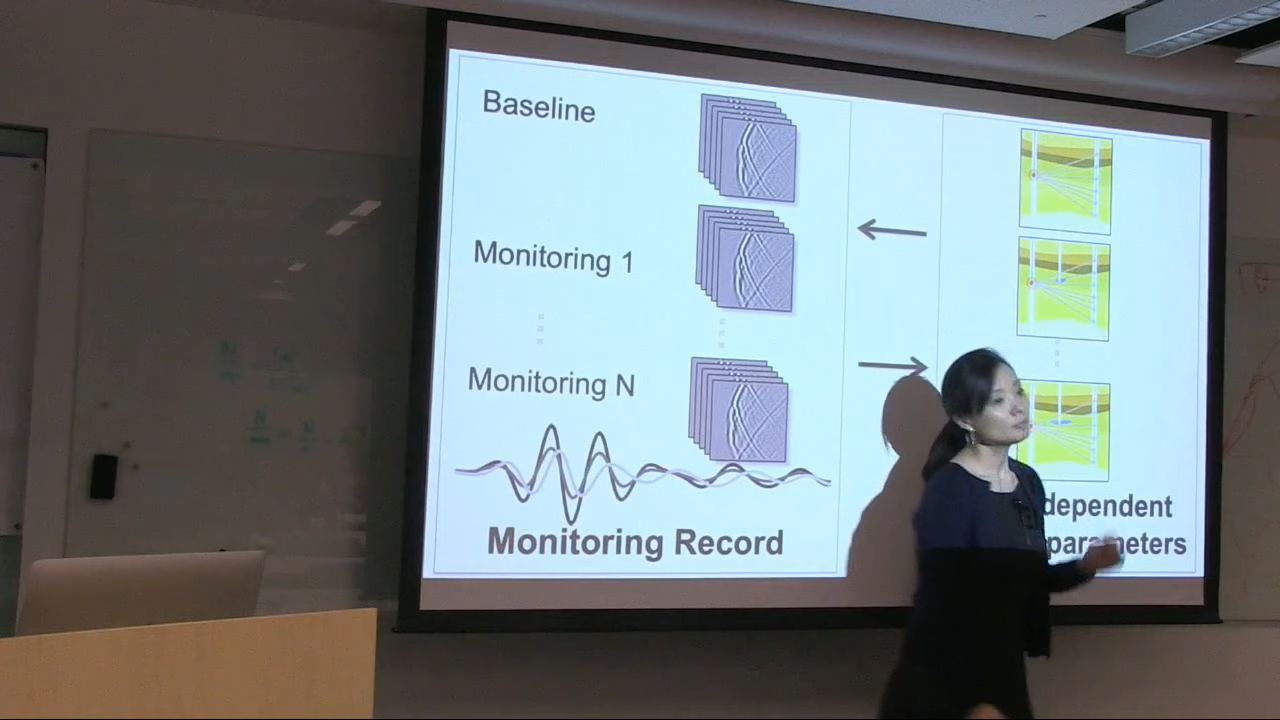 Baseline
Monitoring 1
Monitoring N
Monitoring Record
dependent
parameters